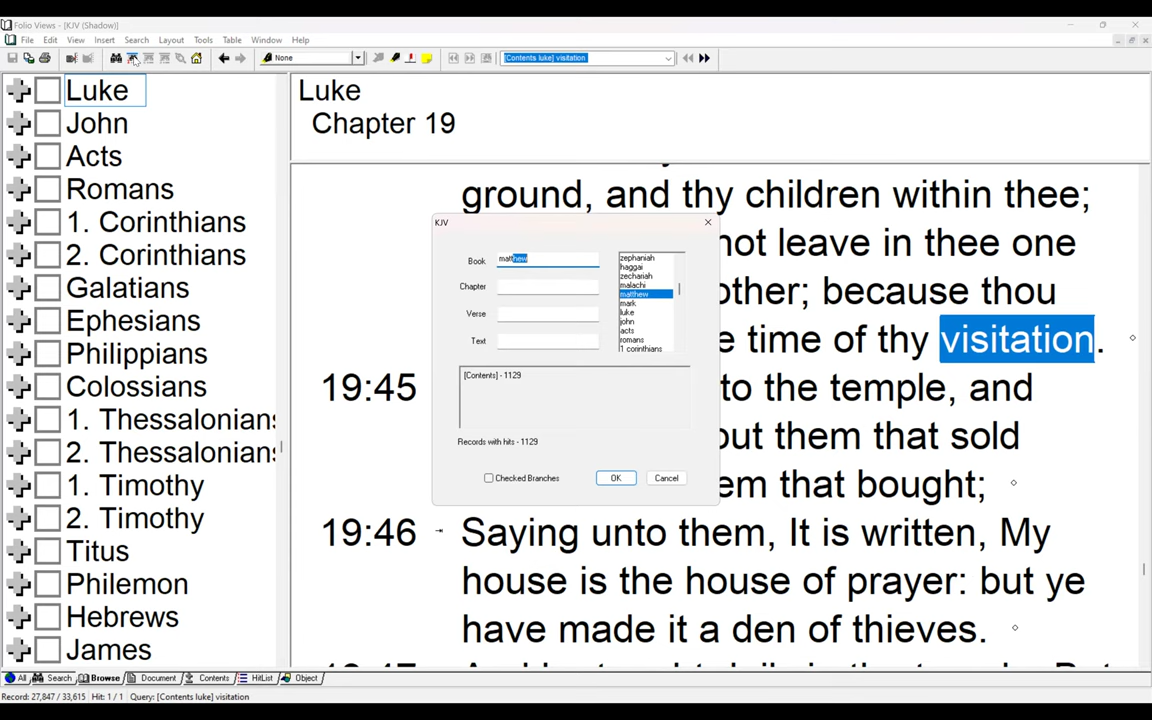 Folio Views - [KJV (Shadow)]
File Edit View Insert Search Layout Tools Table Window Help
None
[Contents luke] visitation
Luke
John
Acts
Romans
1. Corinthians
2. Corinthians
Galatians
Ephesians
Philippians
Colossians
1. Thessalonians
2. Thessalonians
1. Timothy
2. Timothy
Titus
Philemon
Hebrews
James
Luke
Chapter 19
ground, and thy children within thee;
not leave in thee one
other; because thou
e time of thy visitation.
19:45 to the temple, and
out them that sold
em that bought;
19:46 Saying unto them, It is written, My
house is the house of prayer: but ye
have made it a den of thieves.
KJV
Book matthew
Chapter
Verse
Text
zephaniah
haggai
zechariah
malachi
matthew
mark
luke
john
acts
romans
1 corinthians
[Contents] - 1129
Records with hits - 1129
Checked Branches OK Cancel
All Search Browse Document Contents HitList Object
Record: 27,847 / 33,615 Hit: 1 / 1 Query: [Contents luke] visitation